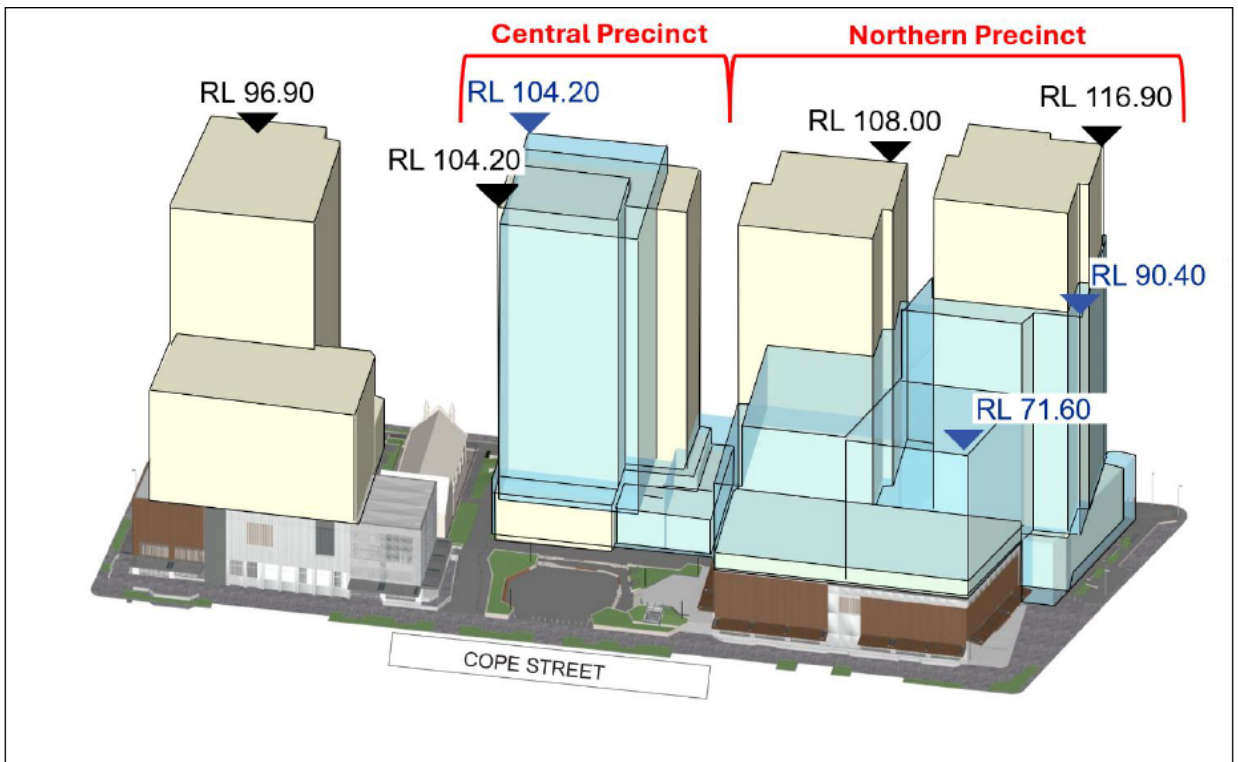 Central Precinct
Northern Precinct
RL 96.90
RL 104.20
RL 104.20
RL 108.00
RL 116.90
RL 90.40
RL 71.60
COPE STREET